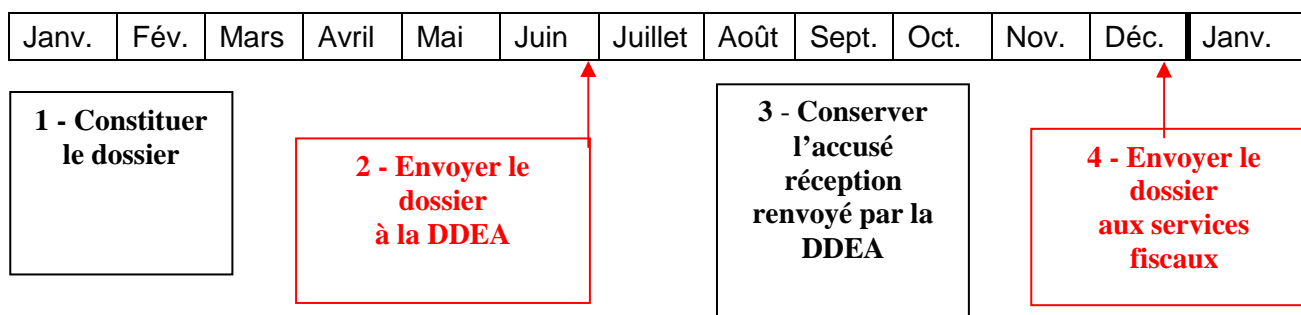 Janv. Fév. Mars Avril Mai Juin Juillet Août Sept. Oct. Nov. Déc. Janv.
1 - Constituer
le dossier
2 - Envoyer le
dossier
à la DDEA
3 - Conserver
l’accusé
réception
renvoyé par la
DDEA
4 - Envoyer le
dossier
aux services
fiscaux